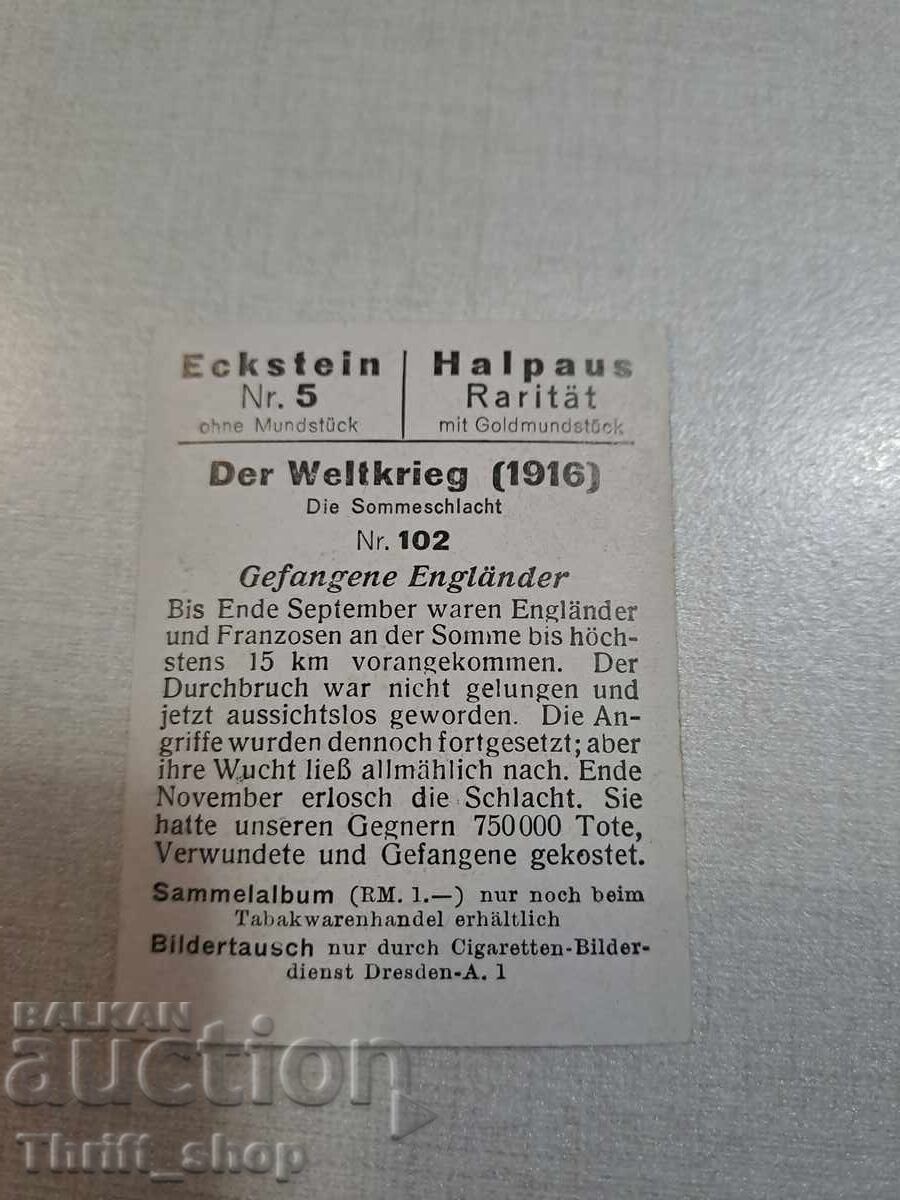 Eckstein
Nr. 5
ohne Mundstück
Halpaus
Rarität
mit Goldmundstück
Der Weltkrieg (1916)
Die Sommeschlacht
Nr. 102
Gefangene Engländer
Bis Ende September waren Engländer
und Franzosen an der Somme bis höch-
stens 15 km vorangekommen. Der
Durchbruch war nicht gelungen und
jetzt aussichtslos geworden. Die An-
griffe wurden dennoch fortgesetzt; aber
ihre Wucht ließ allmählich nach. Ende
November erlosch die Schlacht. Sie
hatte unseren Gegnern 750000 Tote,
Verwundete und Gefangene gekostet.
Sammelalbum (RM. 1.—) nur noch beim
Tabakwarenhandel erhältlich
Bildertausch nur durch Cigaretten-Bilder-
dienst Dresden-A. 1
BALKAN
auction
Thrift_shop